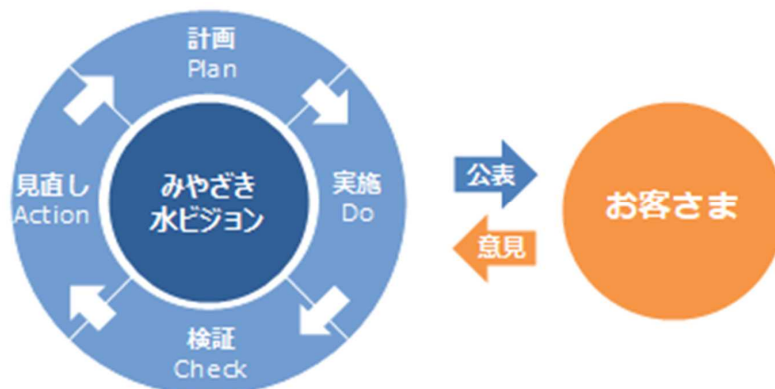 計画
Plan
実施
Do
検証
Check
見直し
Action
みやざき
水ビジョン
公表
意見
お客さま